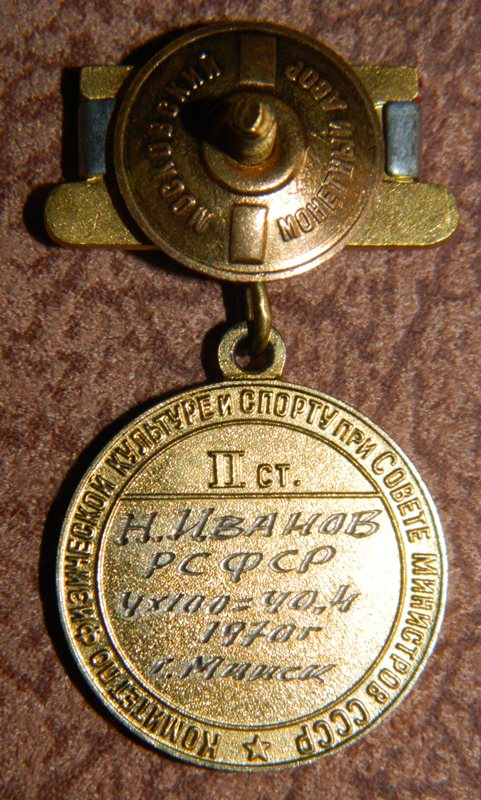 МОСКОВСКИЙ
МОНЕТНЫЙ ДВОР
КОМИТЕТ ПО ФИЗИЧЕСКОЙ КУЛЬТУРЕ И СПОРТУ ПРИ СОВЕТЕ МИНИСТРОВ СССР
II СТ.
Н. ИВАНОВ
РСФСР
4x100=40,4
1970г
г. Минск